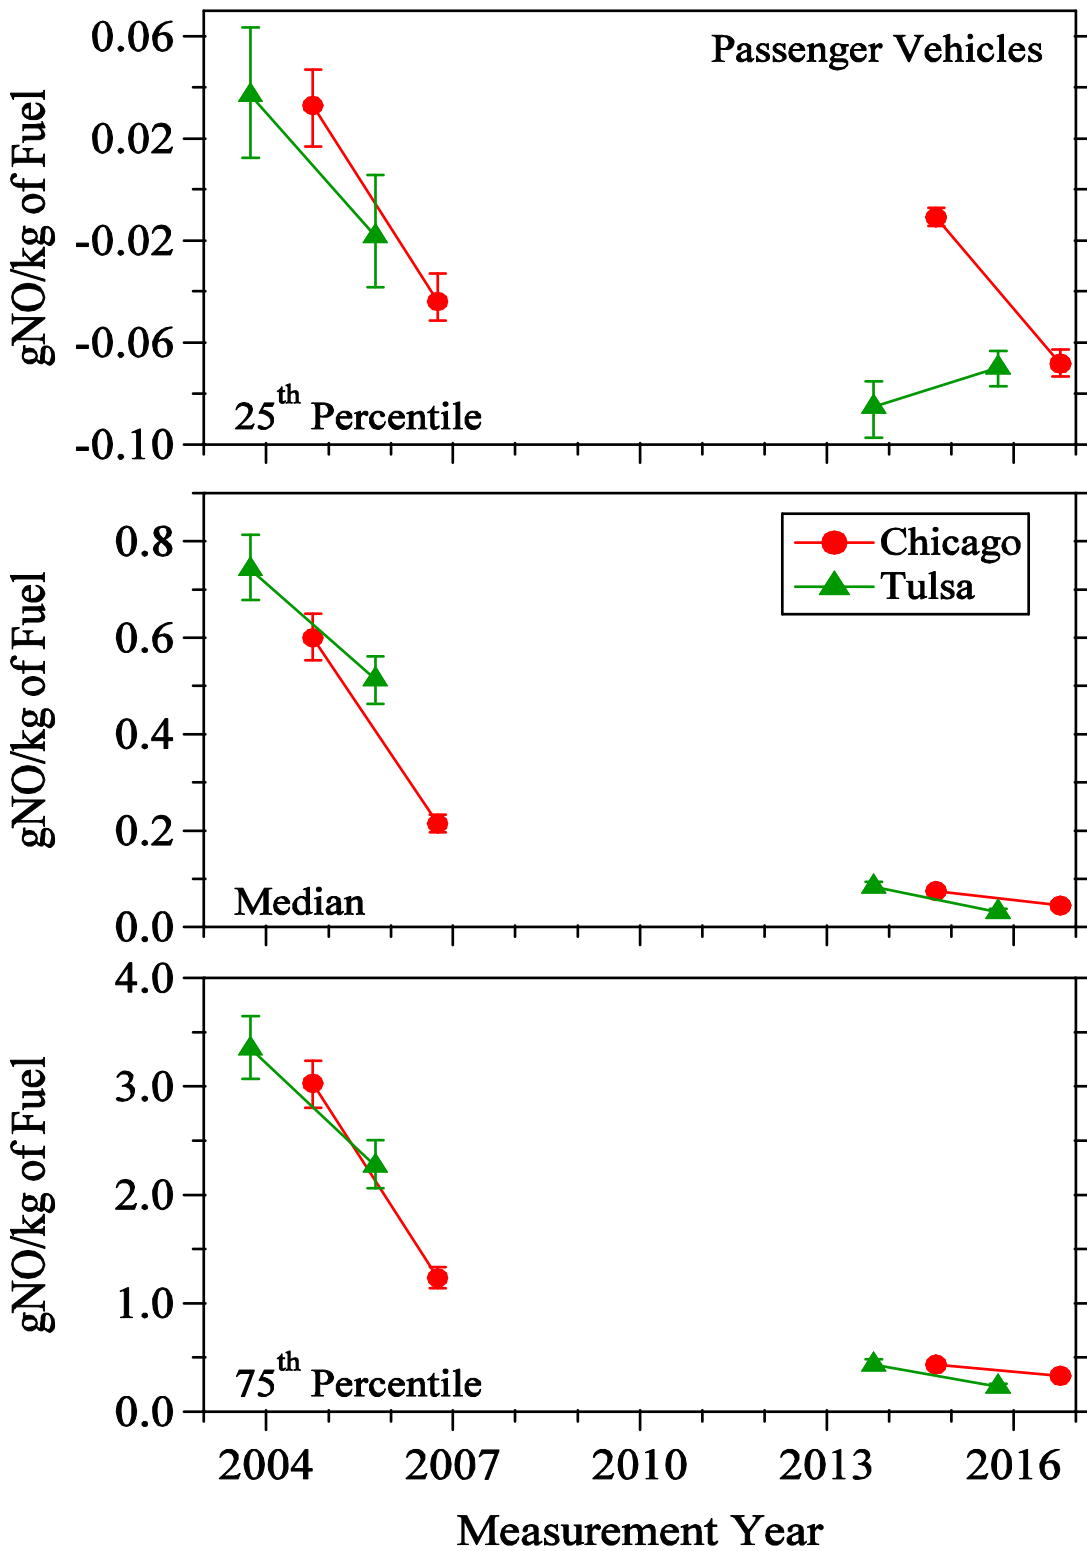 0.06
Passenger Vehicles
0.02
-0.02
-0.06
-0.10
25th Percentile
gNO/kg of Fuel
0.8
0.6
0.4
0.2
0.0
Chicago
Tulsa
Median
gNO/kg of Fuel
4.0
3.0
2.0
1.0
0.0
75th Percentile
gNO/kg of Fuel
2004 2007 2010 2013 2016
Measurement Year